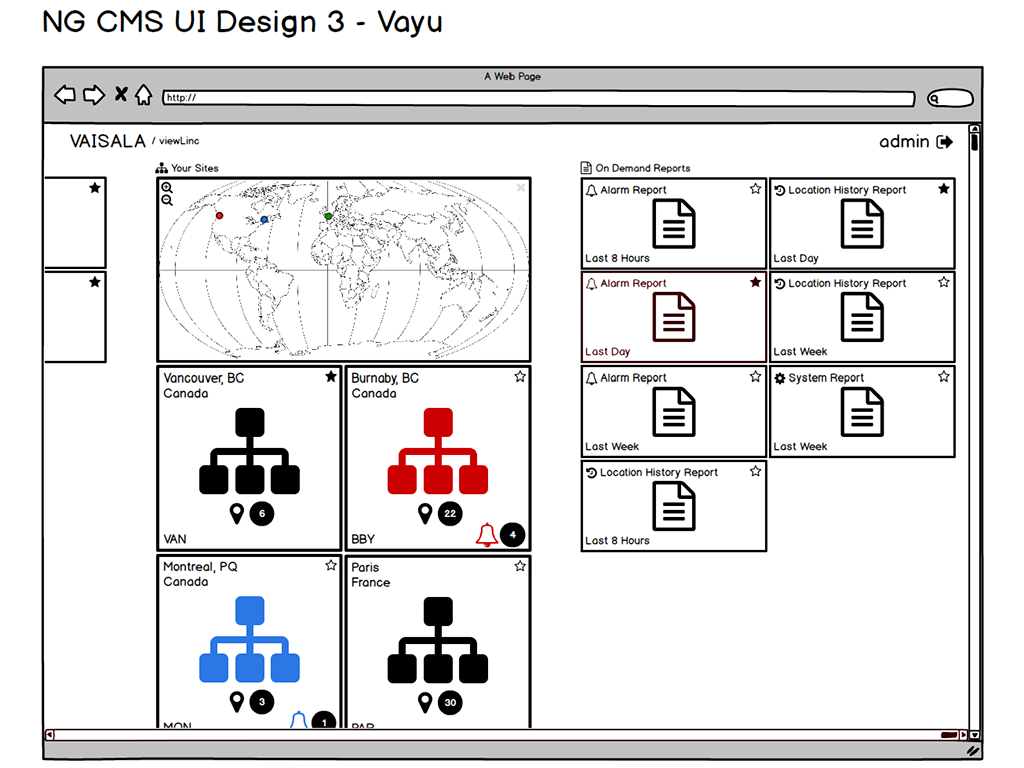 NG CMS UI Design 3 - Vayu
A Web Page
http://
VAISALA / viewLinc
admin
Your Sites
Vancouver, BC
Canada
6
VAN
Burnaby, BC
Canada
22
4
BBY
Montreal, PQ
Canada
3
1
MON
Paris
France
30
PAR
On Demand Reports
Alarm Report
Last 8 Hours
Location History Report
Last Day
Alarm Report
Last Day
Location History Report
Last Week
Alarm Report
Last Week
System Report
Last Week
Location History Report
Last 8 Hours